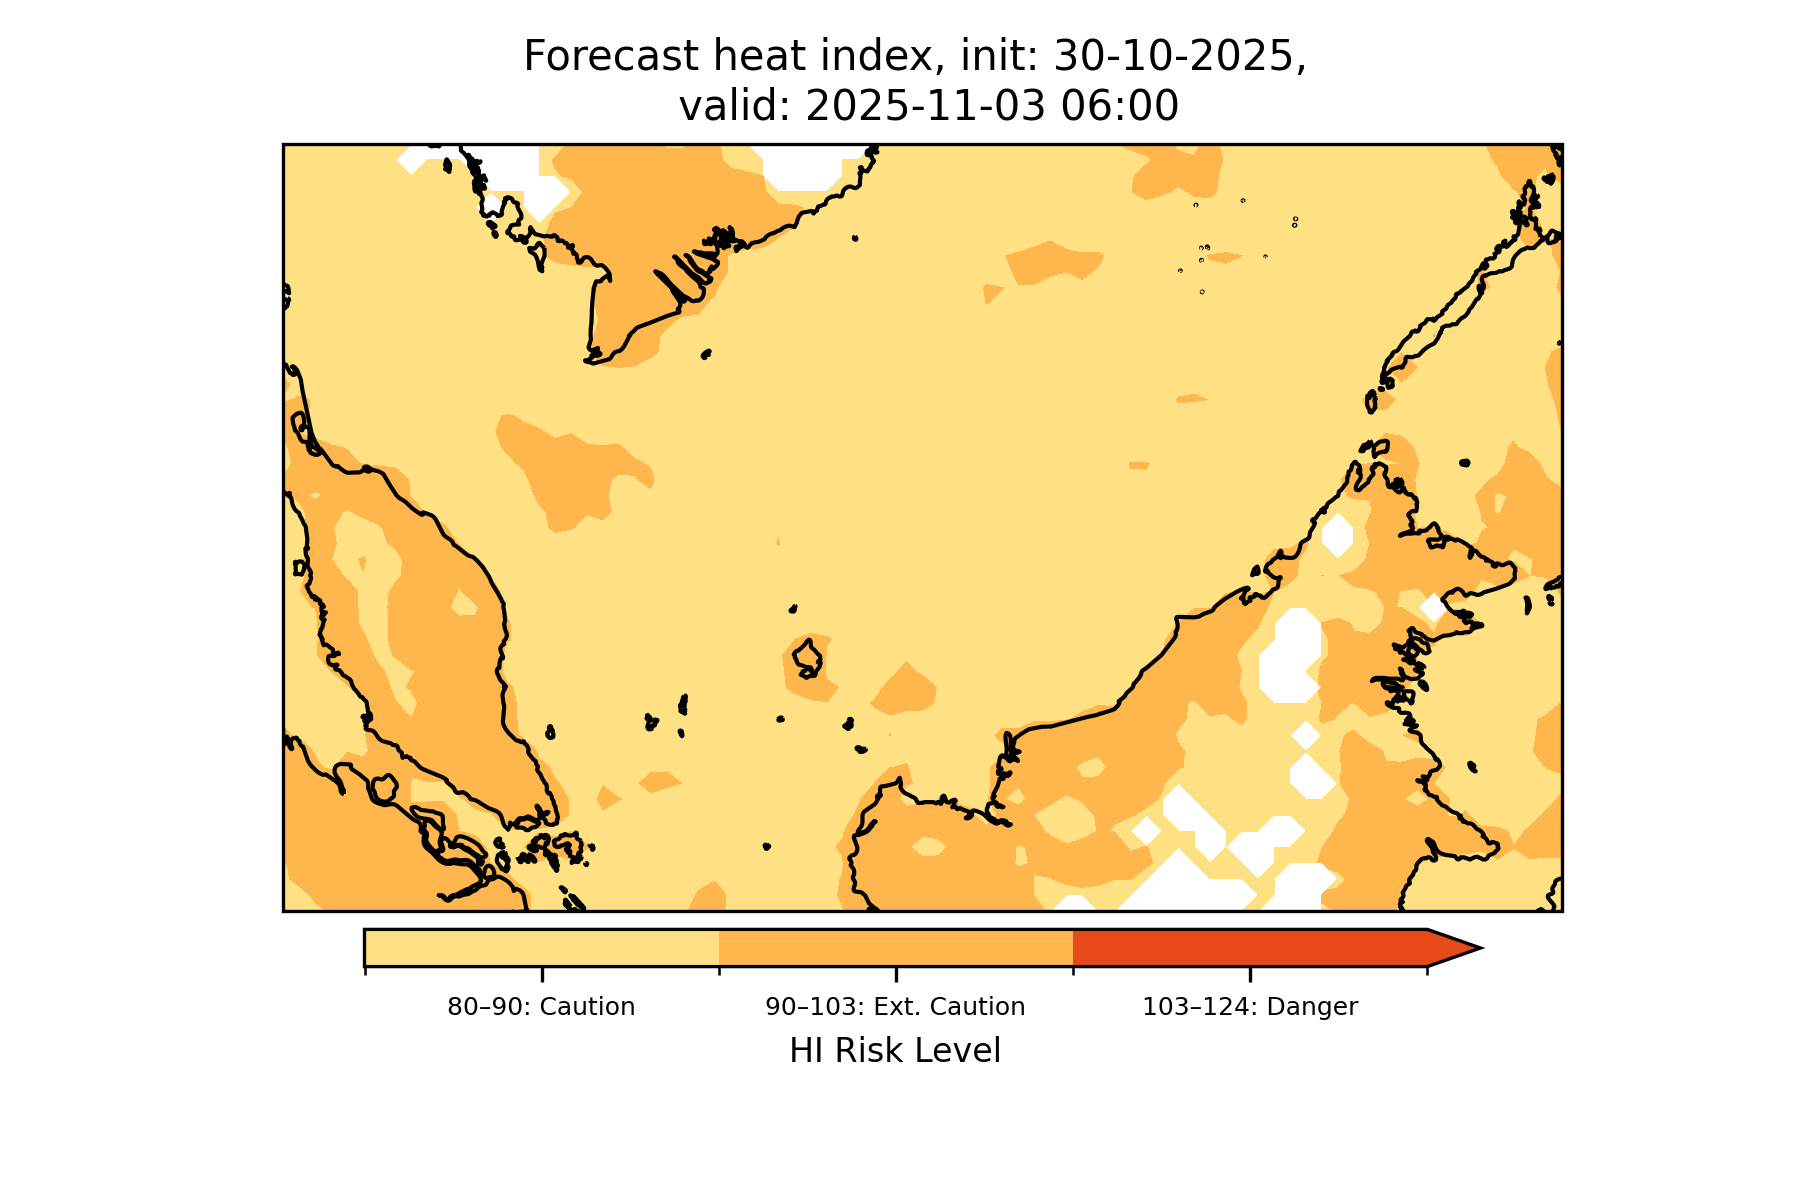 Forecast heat index, init: 30-10-2025,
valid: 2025-11-03 06:00
80–90: Caution
90–103: Ext. Caution
103–124: Danger
HI Risk Level